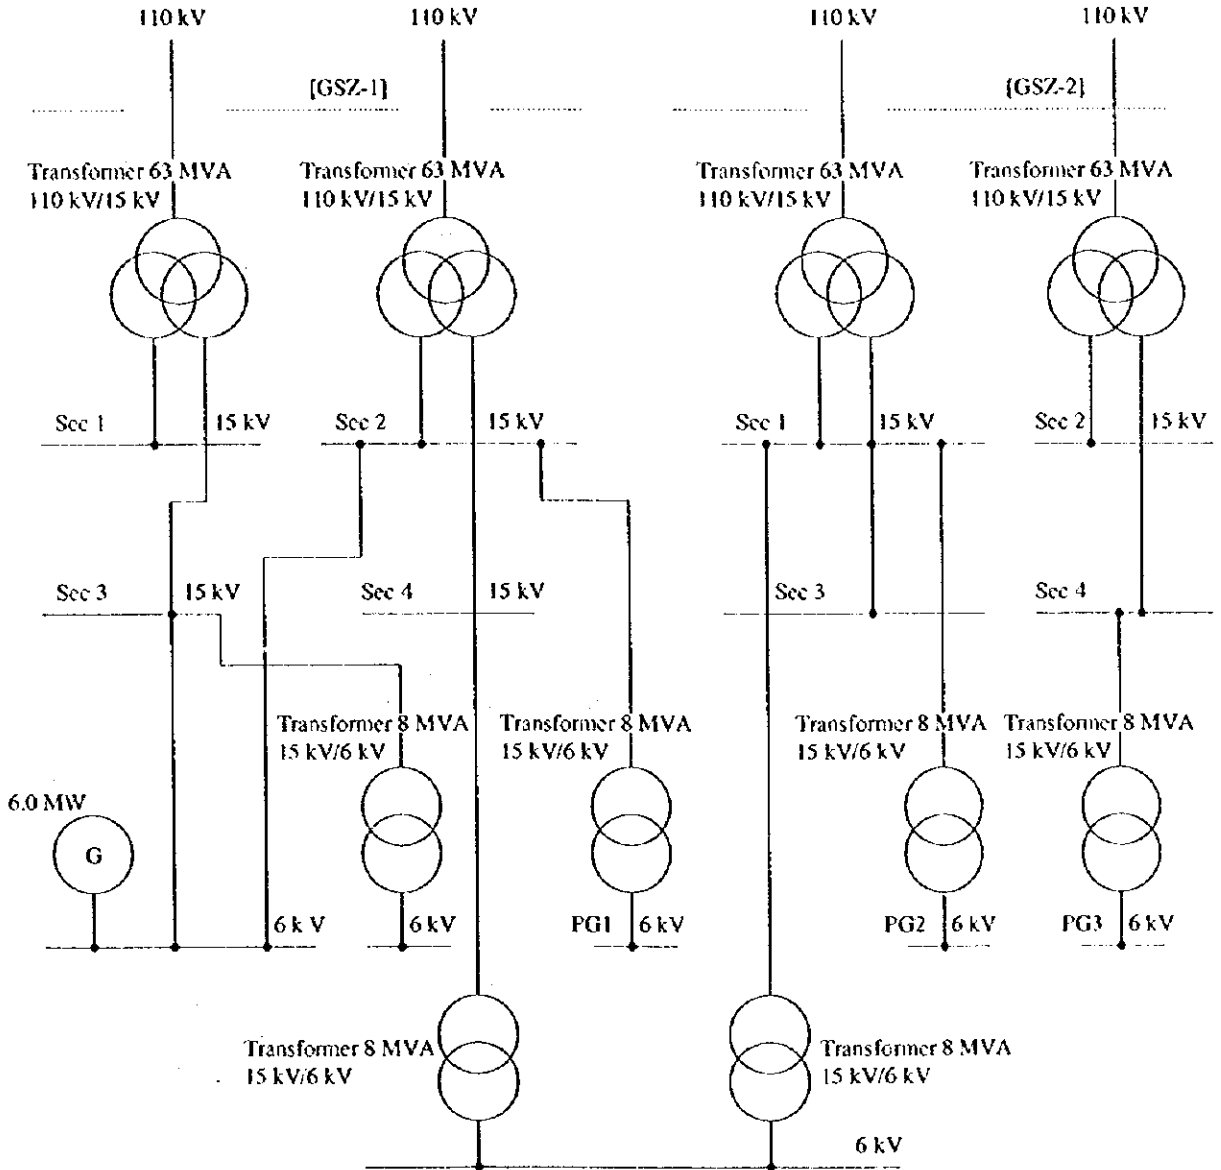 110 kV 110 kV 110 kV 110 kV
[GSZ-1] [GSZ-2]
Transformer 63 MVA
110 kV/15 kV
Transformer 63 MVA
110 kV/15 kV
Transformer 63 MVA
110 kV/15 kV
Transformer 63 MVA
110 kV/15 kV
Sec 1 15 kV Sec 2 15 kV Sec 1 15 kV Sec 2 15 kV
Sec 3 15 kV Sec 4 15 kV Sec 3 Sec 4
Transformer 8 MVA
15 kV/6 kV
Transformer 8 MVA
15 kV/6 kV
Transformer 8 MVA
15 kV/6 kV
Transformer 8 MVA
15 kV/6 kV
6.0 MW
G
6 kV 6 kV PG1 6 kV PG2 6 kV PG3 6 kV
Transformer 8 MVA
15 kV/6 kV
Transformer 8 MVA
15 kV/6 kV
6 kV